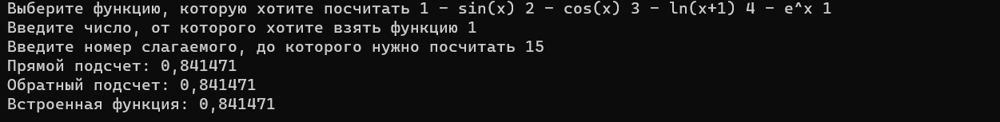 Выберите функцию, которую хотите посчитать 1 - sin(x) 2 - cos(x) 3 - ln(x+1) 4 - e^x 1
Введите число, от которого хотите взять функцию 1
Введите номер слагаемого, до которого нужно посчитать 15
Прямой подсчет: 0,841471
Обратный подсчет: 0,841471
Встроенная функция: 0,841471